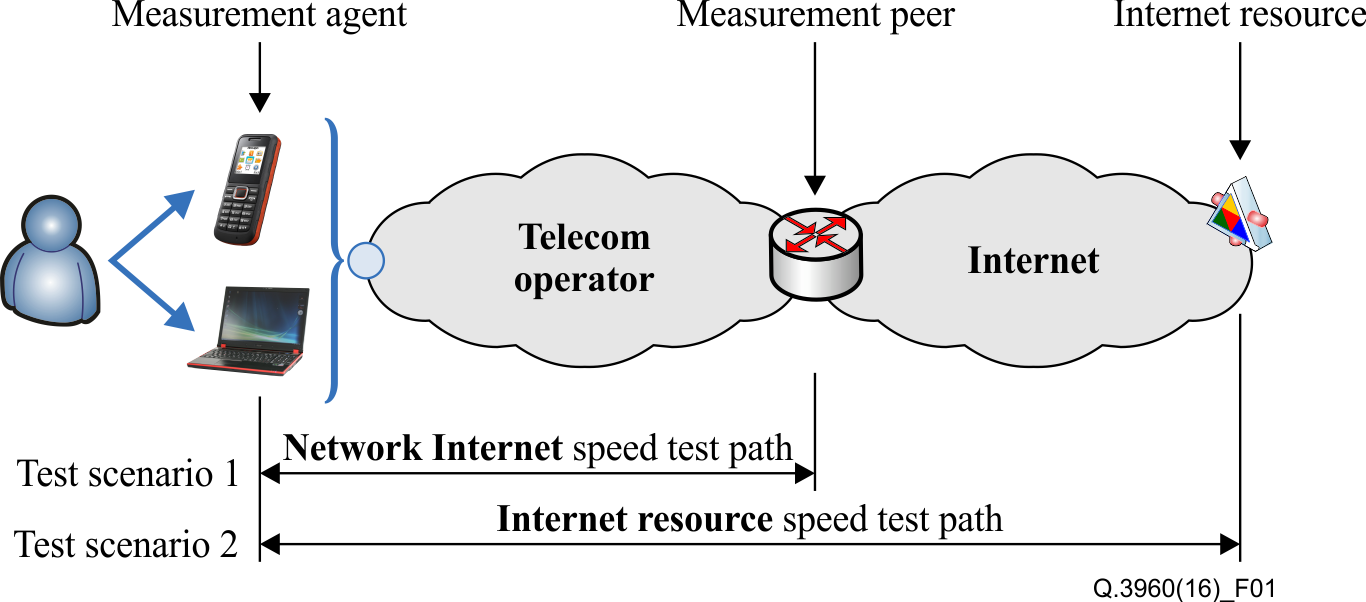 Measurement agent
Measurement peer
Internet resource
Telecom
operator
Internet
Network Internet speed test path
Test scenario 1
Internet resource speed test path
Test scenario 2
Q.3960(16)_F01